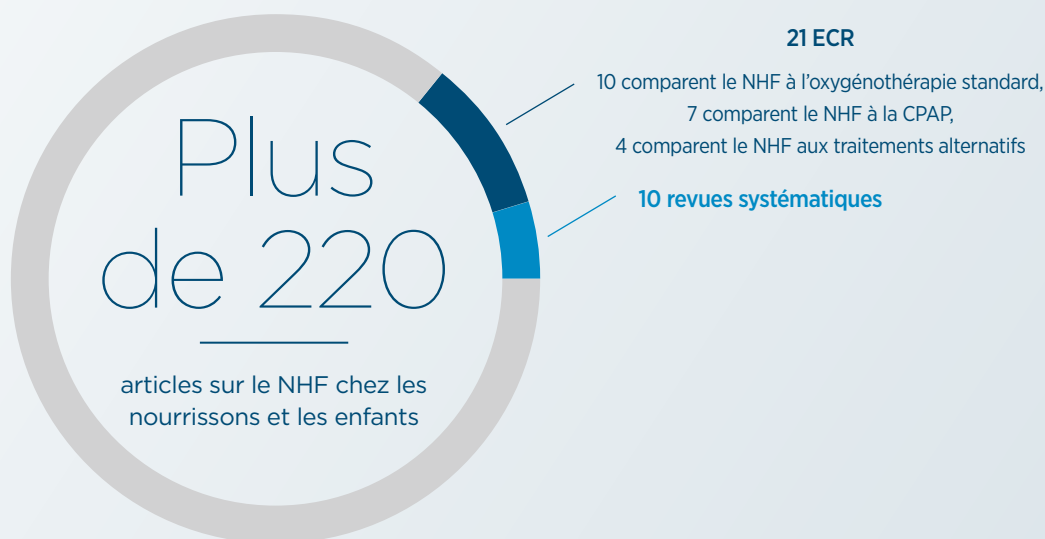 Plus
de 220
articles sur le NHF chez les
nourrissons et les enfants
21 ECR
10 comparent le NHF à l'oxygénothérapie standard,
7 comparent le NHF à la CPAP,
4 comparent le NHF aux traitements alternatifs
10 revues systématiques